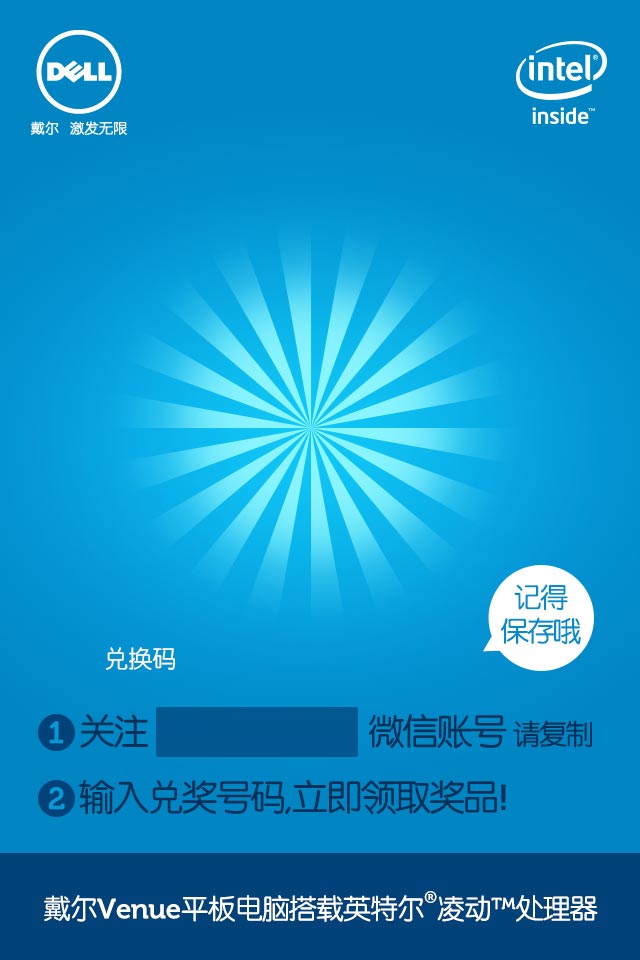 DELL
戴尔 激发无限
intel®
inside™
记得
保存哦
兑换码
1 关注 微信账号 请复制
2 输入兑奖号码,立即领取奖品!
戴尔Venue平板电脑搭载英特尔®凌动™处理器